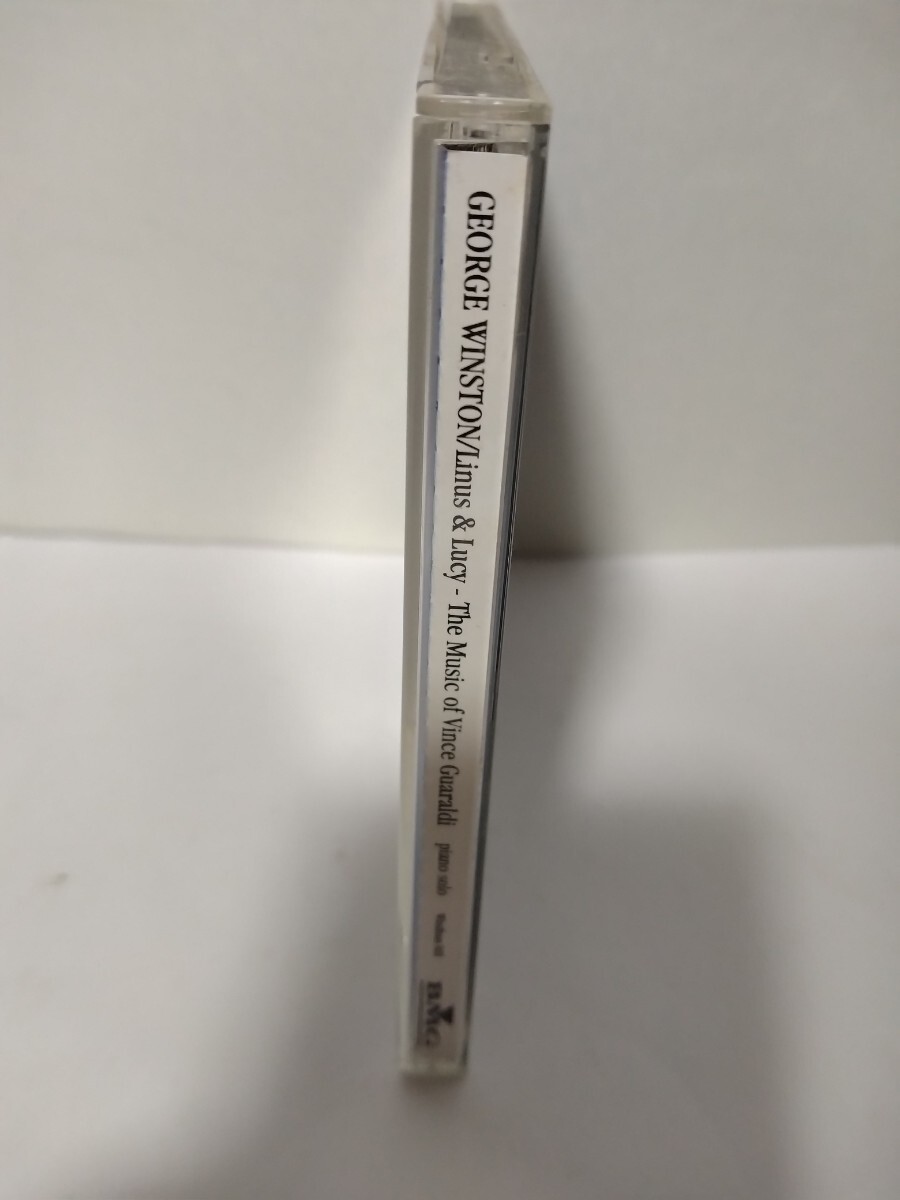 GEORGE WINSTON/Linus & Lucy - The Music of Vince Guaraldi piano solo BMG